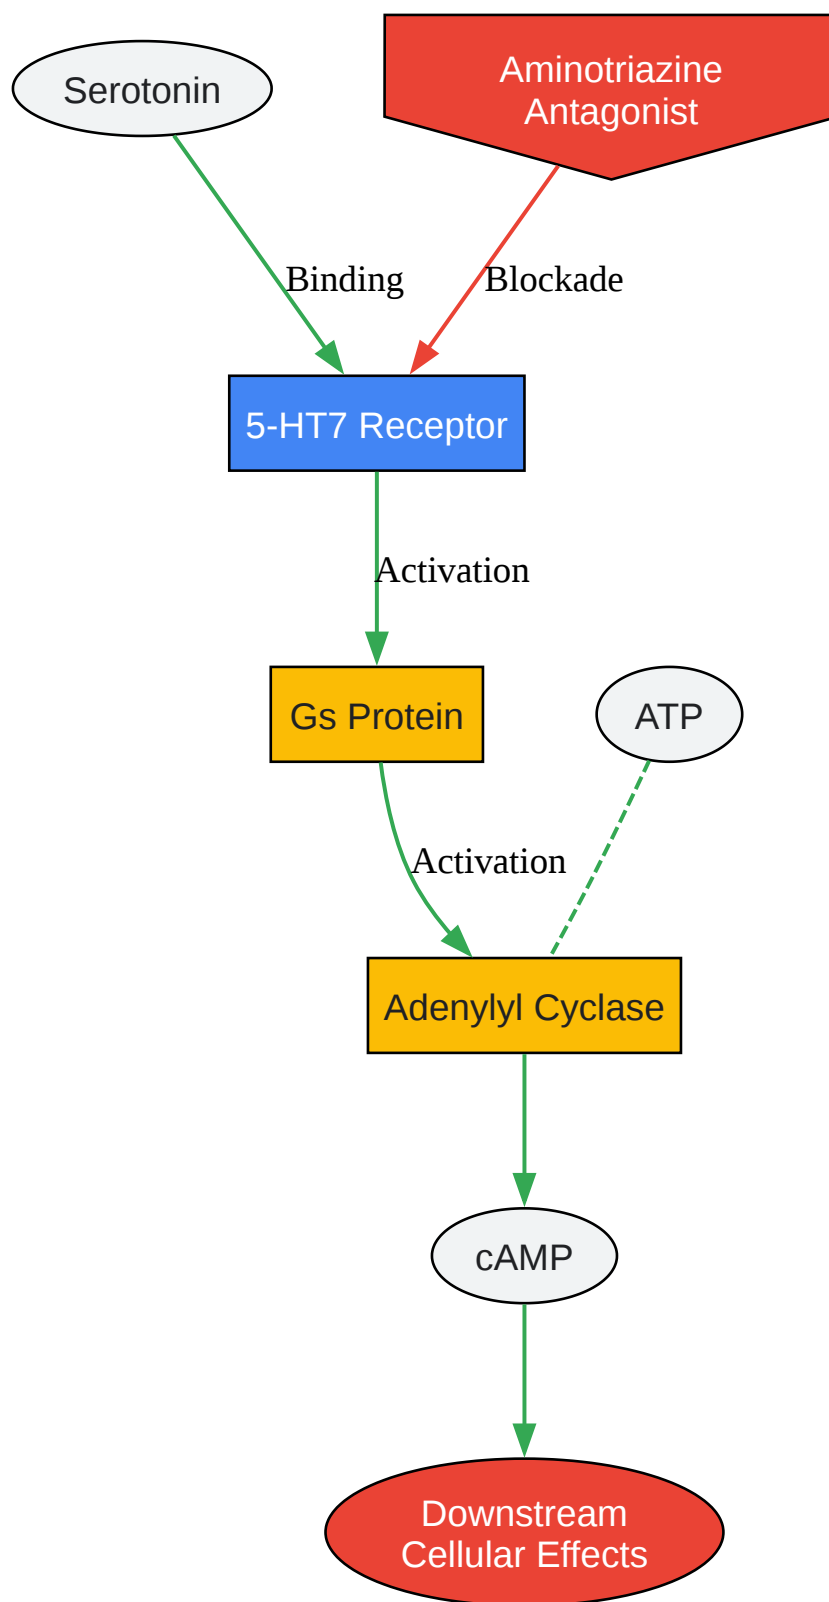 Serotonin
Aminotriazine
Antagonist
Binding
Blockade
5-HT7 Receptor
Activation
Gs Protein
ATP
Activation
Adenylyl Cyclase
cAMP
Downstream
Cellular Effects